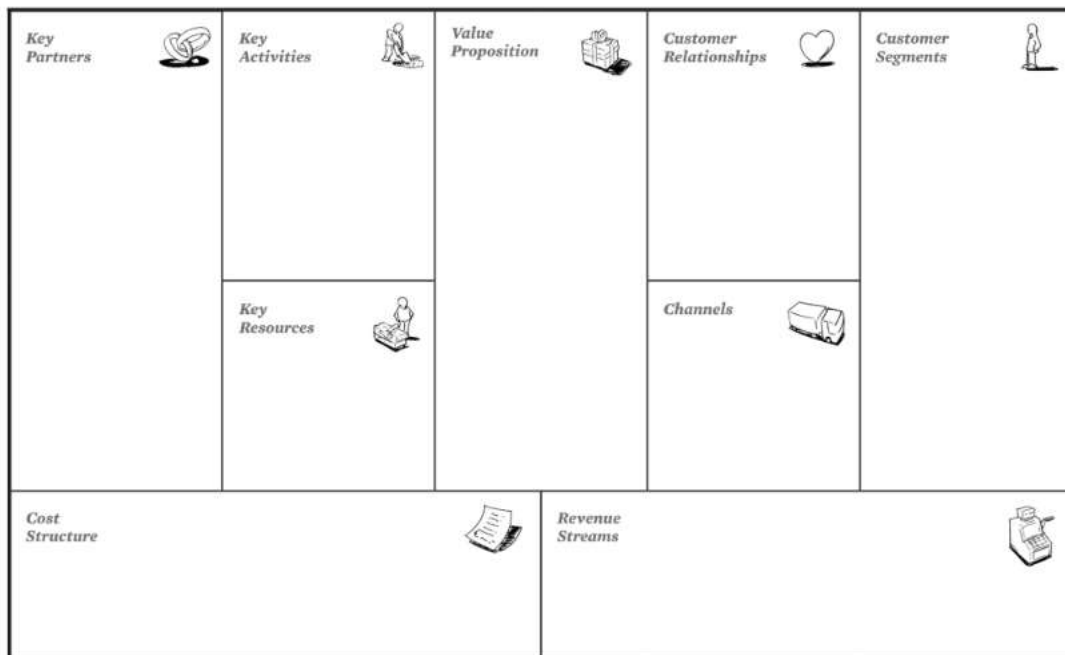 Key
Partners
Key
Activities
Value
Proposition
Customer
Relationships
Customer
Segments
Key
Resources
Channels
Cost
Structure
Revenue
Streams